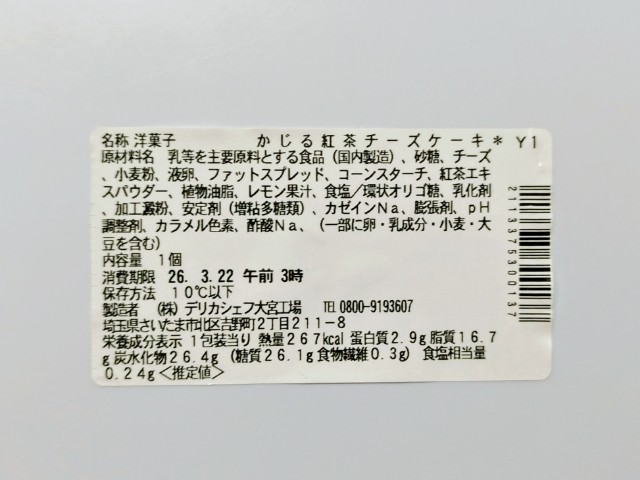 名称 洋菓子 かじる紅茶チーズケーキ＊ Y1
原材料名 乳等を主要原料とする食品（国内製造）、砂糖、チーズ
、小麦粉、液卵、ファットスプレッド、コーンスターチ、紅茶エキ
スパウダー、植物油脂、レモン果汁、食塩／環状オリゴ糖、乳化剤
、加工澱粉、安定剤（増粘多糖類）、カゼインNa、膨張剤、pH
調整剤、カラメル色素、酢酸Na、（一部に卵・乳成分・小麦・大
豆を含む）
内容量 1個
消費期限 26. 3.22 午前 3時
保存方法 10℃以下
製造者 （株）デリカシェフ大宮工場 TEL 0800-9193607
埼玉県さいたま市北区吉野町2丁目211-8
栄養成分表示 1包装当り 熱量267kcal 蛋白質2.9g 脂質16.7
g 炭水化物26.4g（糖質26.1g 食物繊維0.3g） 食塩相当量
0.24g＜推定値＞
2113375300137